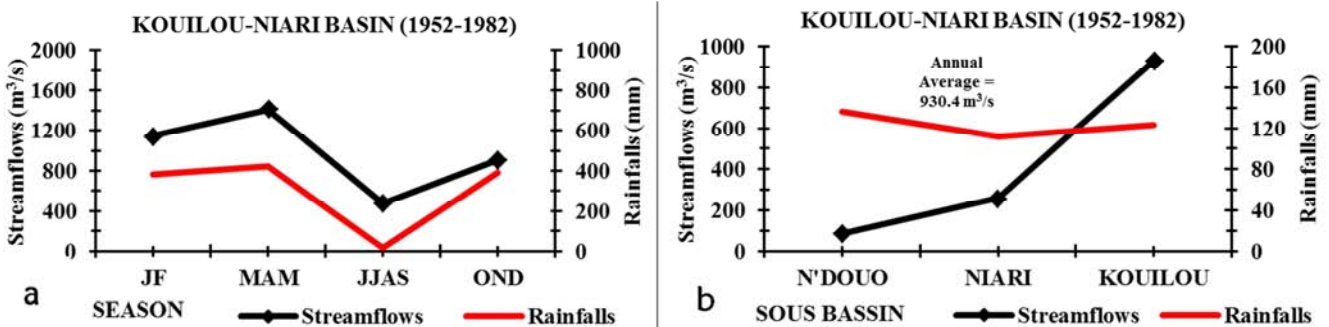 KOUILOU-NIARI BASIN (1952-1982)
Streamflows (m³/s)
2000
1600
1200
800
400
0
1000
800
600
400
200
0
Rainfalls (mm)
JF MAM JJAS OND
a
SEASON Streamflows Rainfalls
KOUILOU-NIARI BASIN (1952-1982)
Streamflows (m³/s)
1000
800
600
400
200
0
Annual
Average =
930.4 m³/s
200
160
120
80
40
0
Rainfalls (mm)
N'DOUO NIARI KOUILOU
b
SOUS BASSIN Streamflows Rainfalls